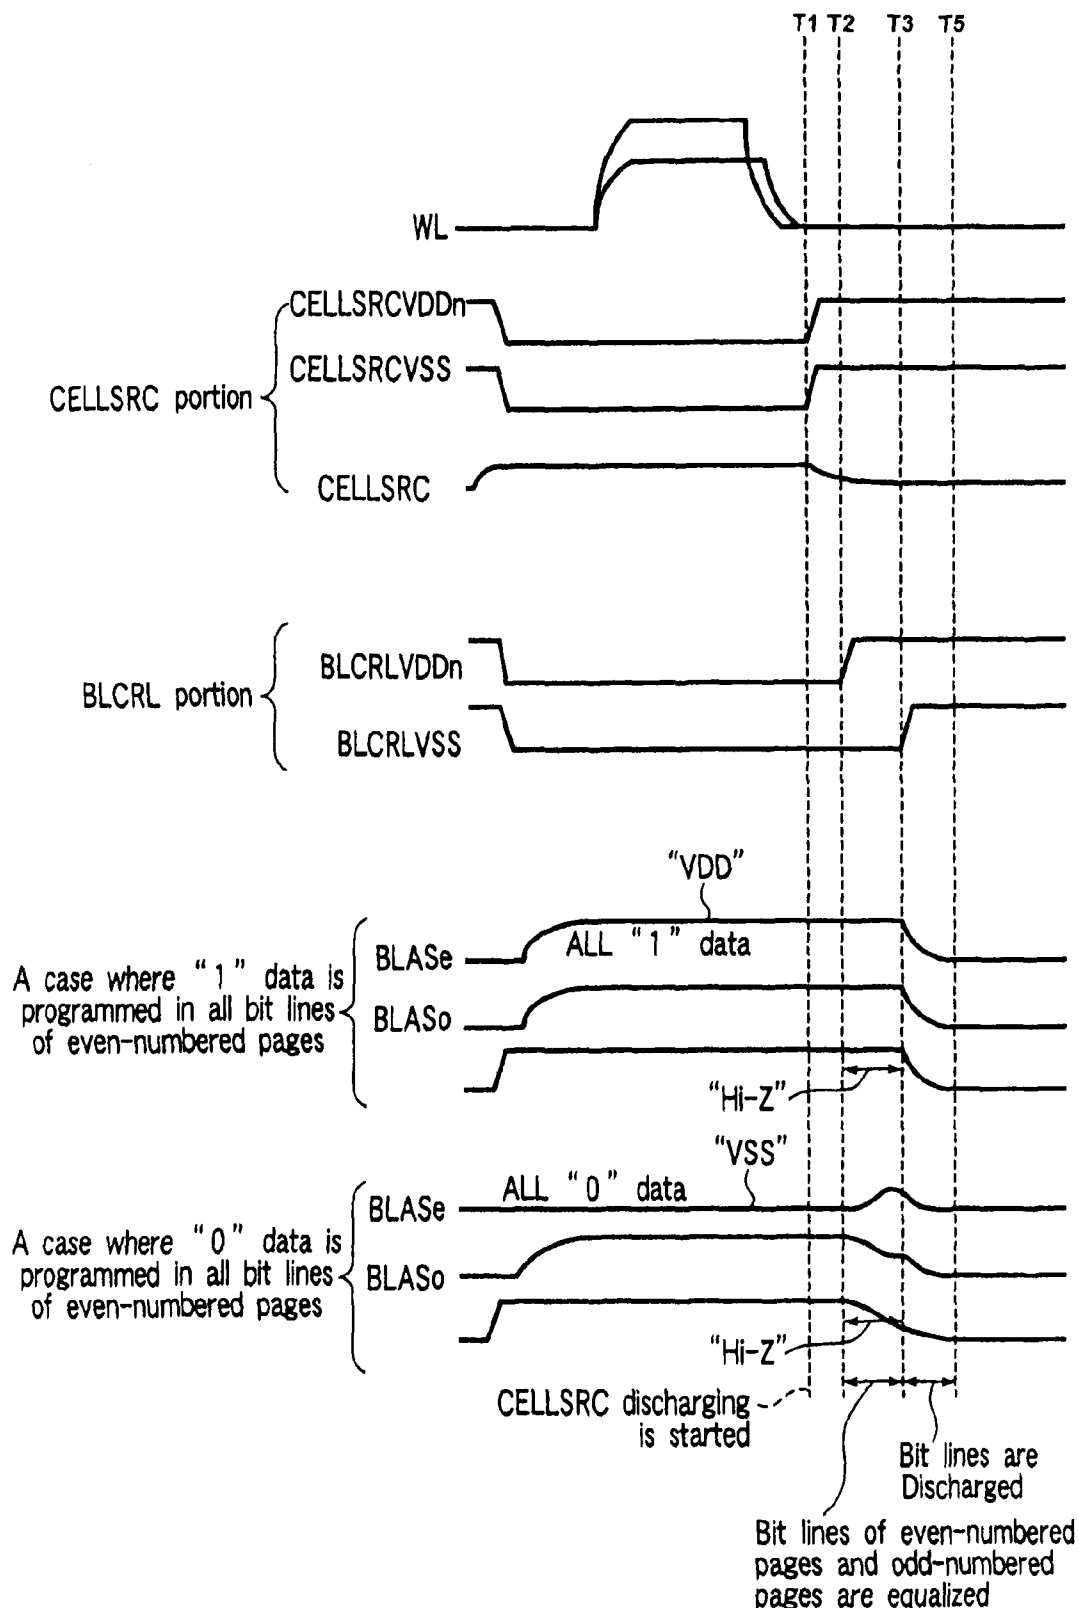 T1 T2 T3 T5
WL
CELLSRCVDDn
CELLSRCVSS
CELLSRC portion
CELLSRC
BLCRLVDDn
BLCRL portion
BLCRLVSS
"VDD"
ALL "1" data
BLASe
A case where "1" data is
programmed in all bit lines
of even-numbered pages
BLASo
"Hi-Z"
"VSS"
ALL "0" data
BLASe
A case where "0" data is
programmed in all bit lines
of even-numbered pages
BLASo
"Hi-Z"
CELLSRC discharging
is started
Bit lines are
Discharged
Bit lines of even-numbered
pages and odd-numbered
pages are equalized